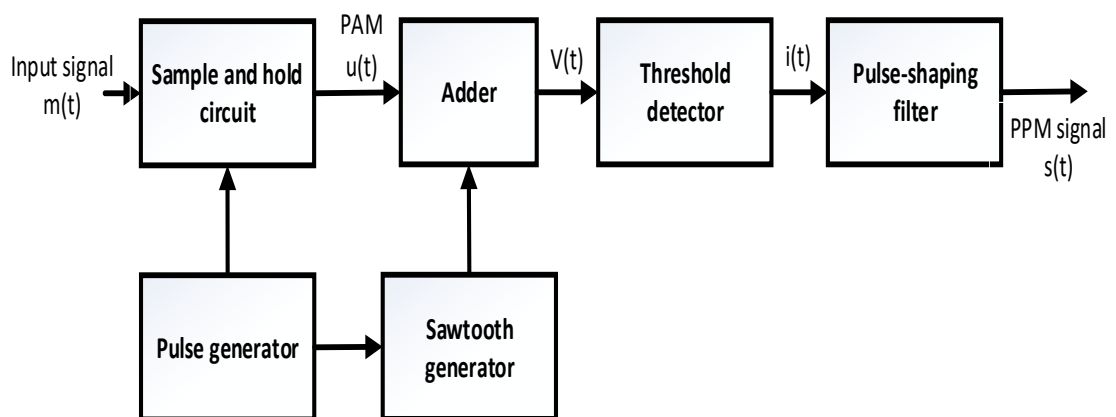 Input signal
m(t)
Sample and hold
circuit
PAM
u(t)
Adder
V(t)
Threshold
detector
i(t)
Pulse-shaping
filter
PPM signal
s(t)
Pulse generator
Sawtooth
generator